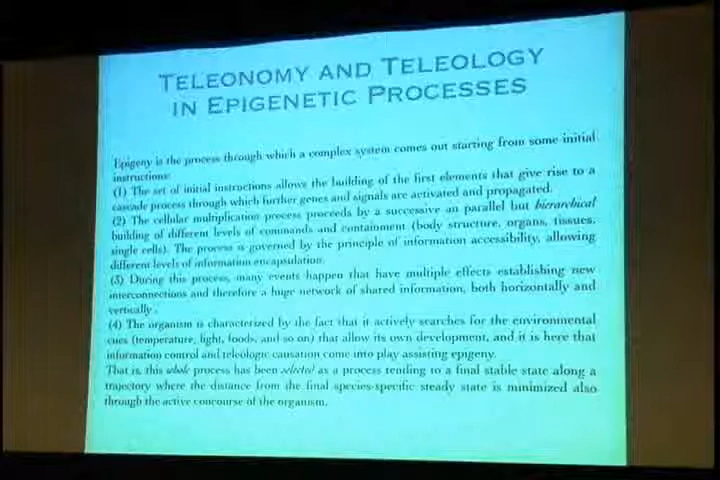 TELEONOMY AND TELEOLOGY
IN EPIGENETIC PROCESSES
Epigeny is the process through which a complex system comes out starting from some initial
instructions:
(1) The set of initial instructions allows the building of the first elements that give rise to a
cascade process through which further genes and signals are activated and propagated.
(2) The cellular multiplication process proceeds by a successive an parallel but hierarchical
building of different levels of commands and containment (body structure, organs, tissues,
single cells). The process is governed by the principle of information accessibility, allowing
different levels of information encapsulation.
(3) During this process, many events happen that have multiple effects establishing new
interconnections and therefore a huge network of shared information, both horizontally and
vertically.
(4) The organism is characterized by the fact that it actively searches for the environmental
cues (temperature, light, foods, and so on) that allow its own development, and it is here that
information control and teleologic causation come into play assisting epigeny.
That is, this whole process has been selected as a process tending to a final stable state along a
trajectory where the distance from the final species-specific steady state is minimized also
through the active concourse of the organism.